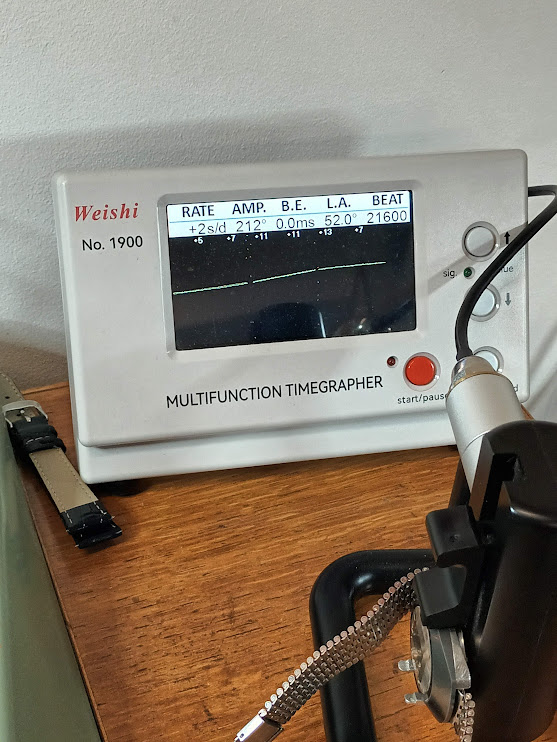 Weishi
No. 1900
RATE AMP. B.E. L.A. BEAT
+2s/d 212° 0.0ms 52.0° 21600
+5 +7 +11 +11 +13 +7
sig.
MULTIFUNCTION TIMEGRAPHER
start/pause